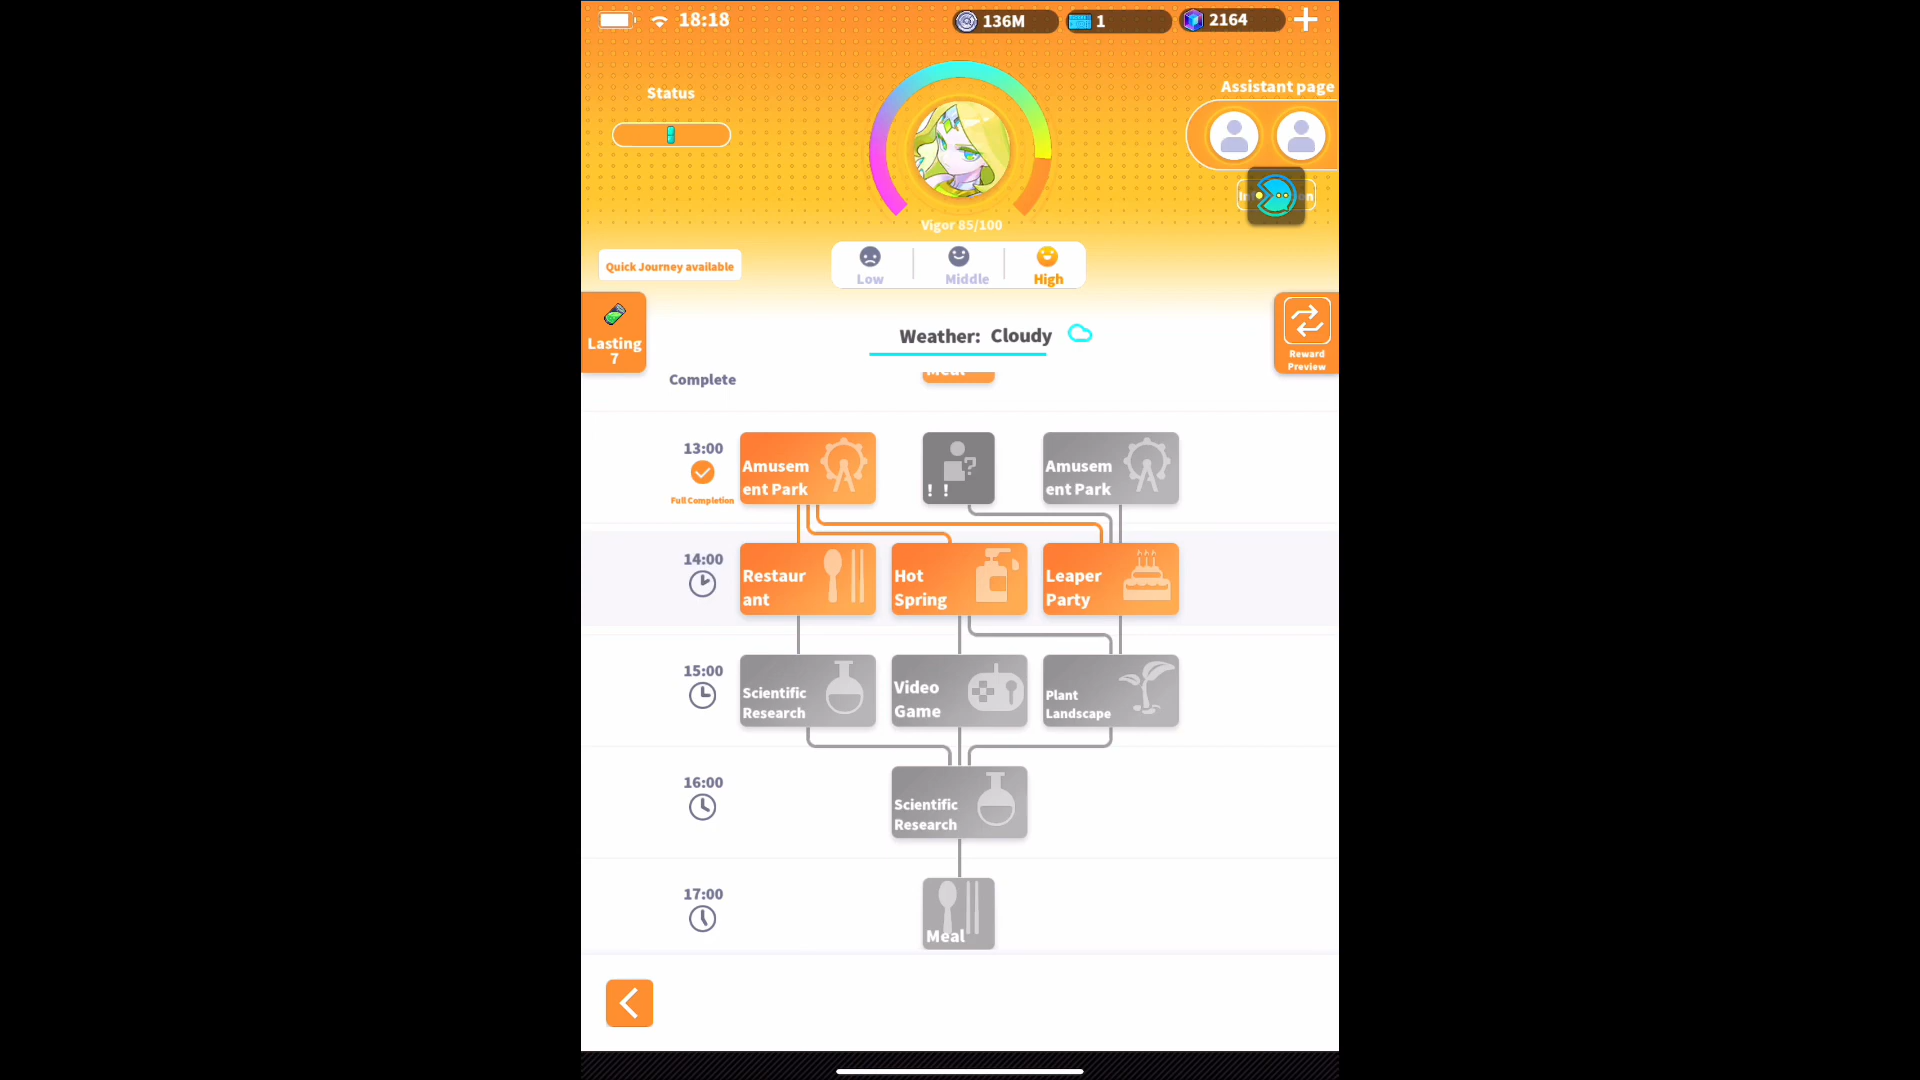 18:18
136M
1
2164
Status
Assistant page
Vigor 85/100
Quick Journey available
Low
Middle
High
Lasting
7
Weather: Cloudy
Reward
Preview
Complete
Meal
13:00
Full Completion
Amusem
ent Park
! !
Amusem
ent Park
14:00
Restaur
ant
Hot
Spring
Leaper
Party
15:00
Scientific
Research
Video
Game
Plant
Landscape
16:00
Scientific
Research
17:00
Meal